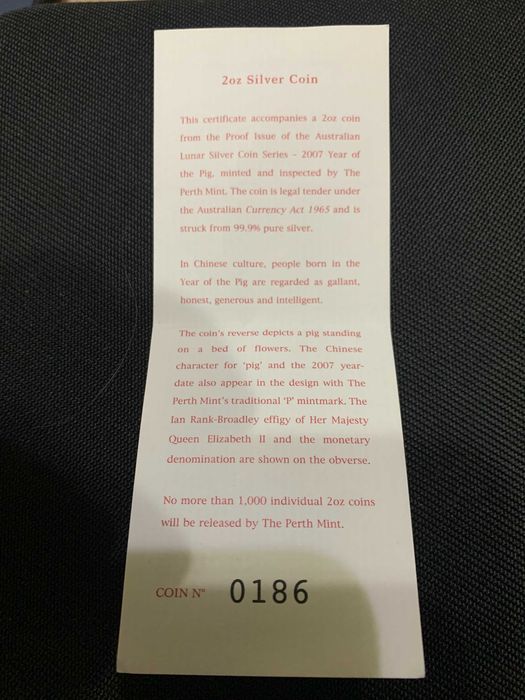 2oz Silver Coin
This certificate accompanies a 2oz coin
from the Proof Issue of the Australian
Lunar Silver Coin Series – 2007 Year of
the Pig, minted and inspected by The
Perth Mint. The coin is legal tender under
the Australian Currency Act 1965 and is
struck from 99.9% pure silver.
In Chinese culture, people born in the
Year of the Pig are regarded as gallant,
honest, generous and intelligent.
The coin's reverse depicts a pig standing
on a bed of flowers. The Chinese
character for 'pig' and the 2007 year-
date also appear in the design with The
Perth Mint's traditional 'P' mintmark. The
Ian Rank-Broadley effigy of Her Majesty
Queen Elizabeth II and the monetary
denomination are shown on the obverse.
No more than 1,000 individual 2oz coins
will be released by The Perth Mint.
COIN Nº 0186